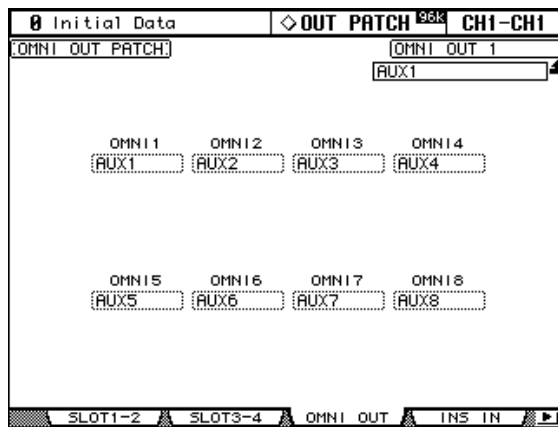 0 Initial Data ◇OUT PATCH 96k CH1-CH1
OMNI OUT PATCH OMNI OUT 1
AUX1
OMNI1 OMNI2 OMNI3 OMNI4
AUX1 AUX2 AUX3 AUX4
OMNI5 OMNI6 OMNI7 OMNI8
AUX5 AUX6 AUX7 AUX8
SLOT1-2 SLOT3-4 OMNI OUT INS IN